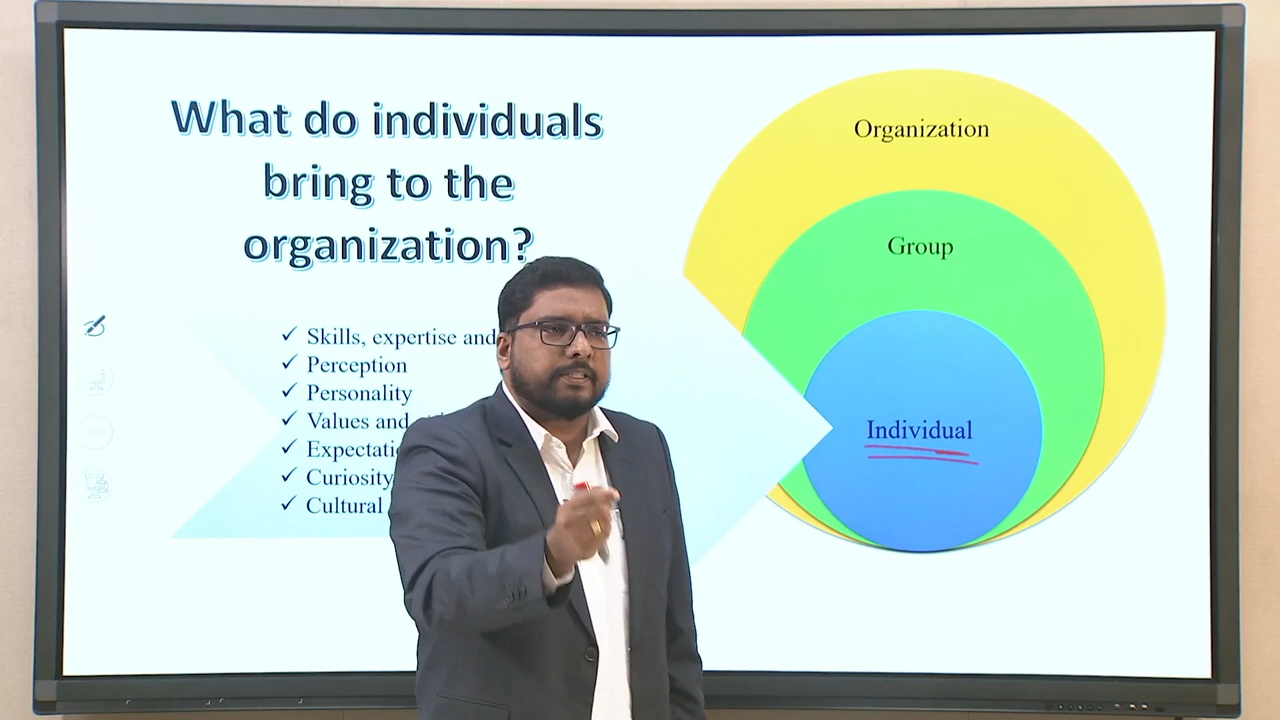 What do individuals
bring to the
organization?
✓ Skills, expertise and
✓ Perception
✓ Personality
✓ Values and
✓
✓ Curiosity
✓ Cultural
Organization
Group
Individual